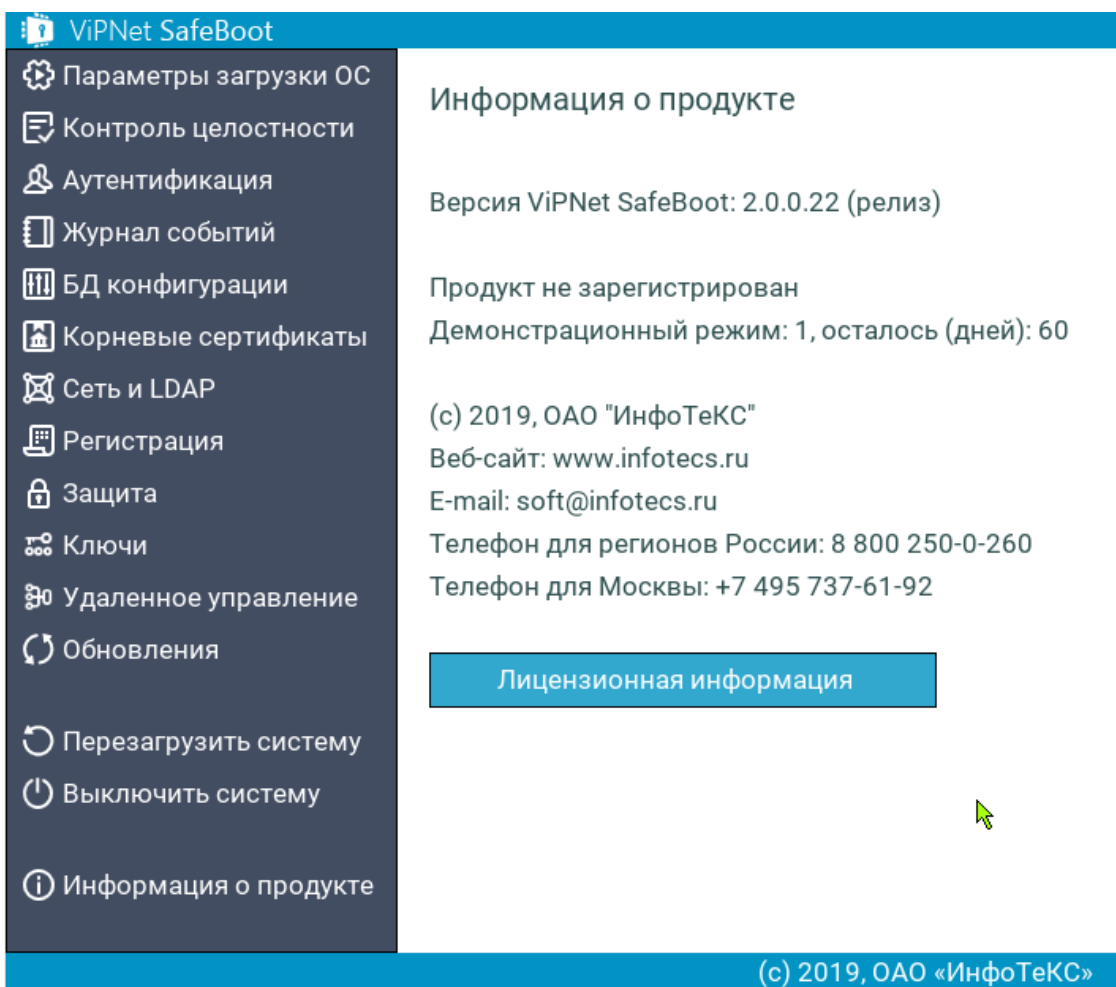 ViPNet SafeBoot
Параметры загрузки ОС
Контроль целостности
Аутентификация
Журнал событий
БД конфигурации
Корневые сертификаты
Сеть и LDAP
Регистрация
Защита
Ключи
Удаленное управление
Обновления
Перезагрузить систему
Выключить систему
Информация о продукте
Информация о продукте
Версия ViPNet SafeBoot: 2.0.0.22 (релиз)
Продукт не зарегистрирован
Демонстрационный режим: 1, осталось (дней): 60
(c) 2019, ОАО "ИнфоТеКС"
Веб-сайт: www.infotecs.ru
E-mail: soft@infotecs.ru
Телефон для регионов России: 8 800 250-0-260
Телефон для Москвы: +7 495 737-61-92
Лицензионная информация
(c) 2019, ОАО «ИнфоТеКС»